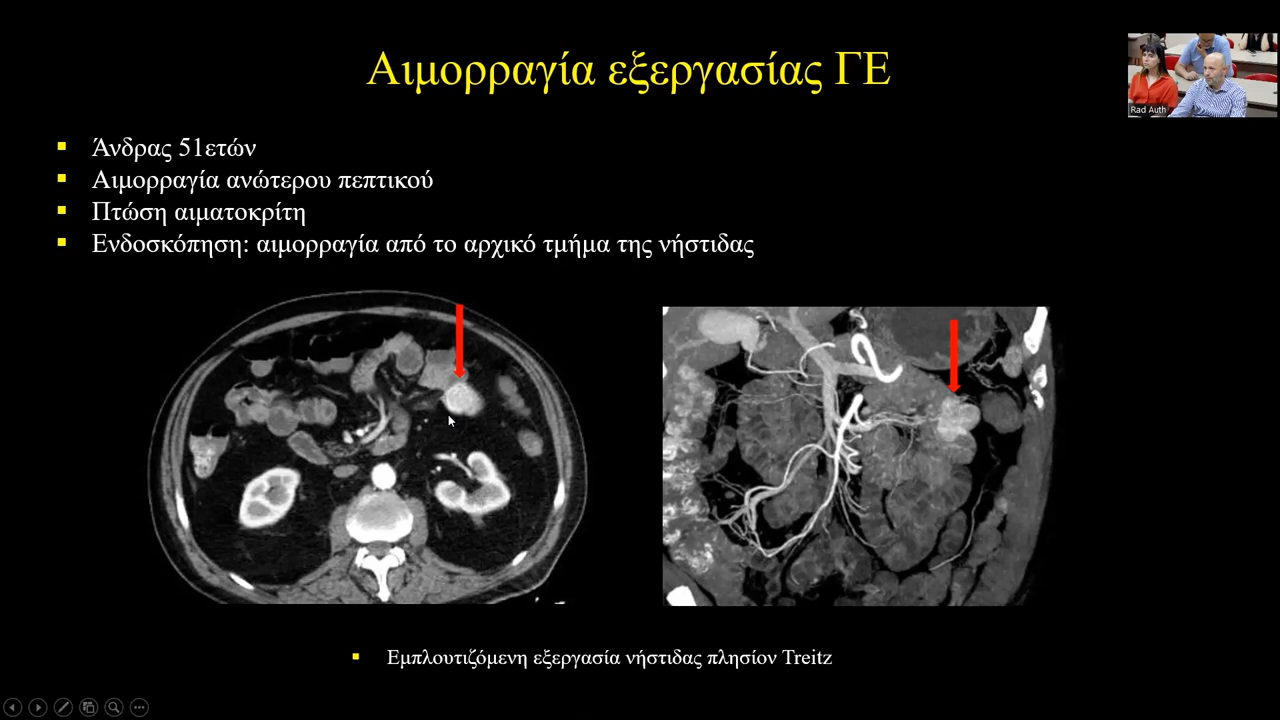 Αιμορραγία εξεργασίας ΓΕ
Rad Auth
Άνδρας 51ετών
Αιμορραγία ανώτερου πεπτικού
Πτώση αιματοκρίτη
Ενδοσκόπηση: αιμορραγία από το αρχικό τμήμα της νήστιδας
Εμπλουτιζόμενη εξεργασία νήστιδας πλησίον Treitz